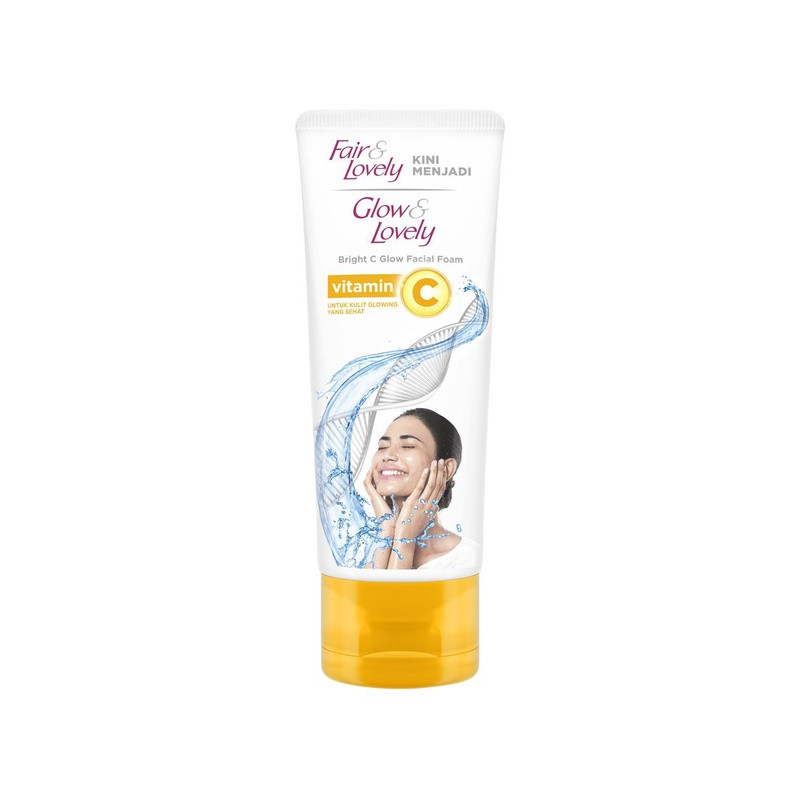 Fair &
Lovely
KINI
MENJADI
Glow &
Lovely
Bright C Glow Facial Foam
vitamin C
UNTUK KULIT GLOWING
YANG SEHAT